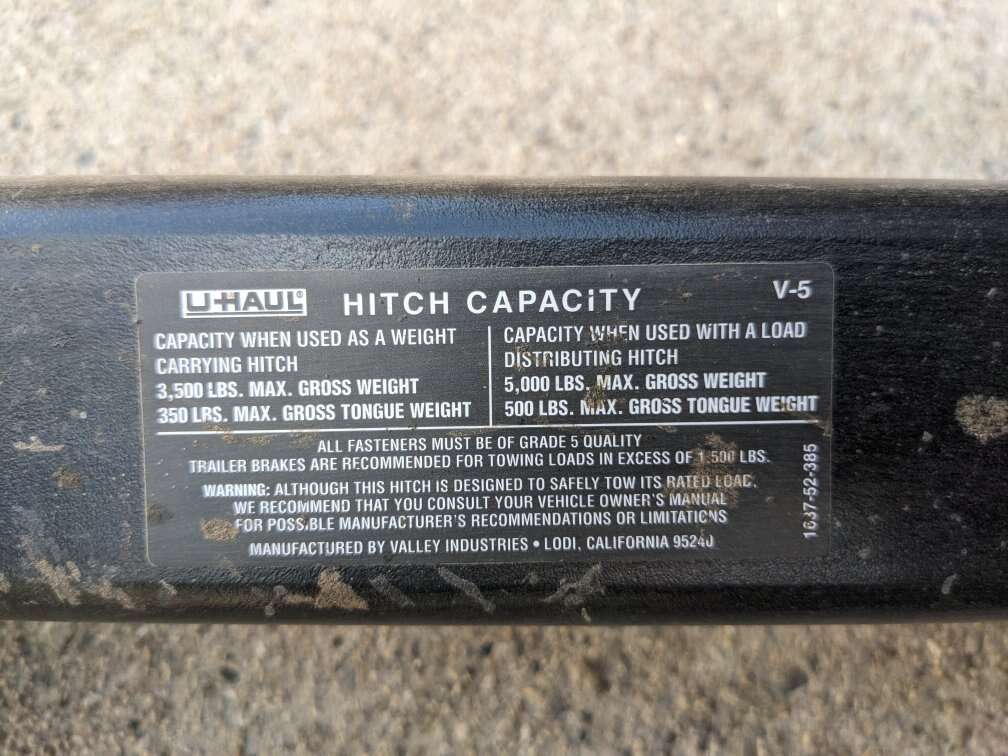 U-HAUL® HITCH CAPACiTY V-5
CAPACITY WHEN USED AS A WEIGHT
CARRYING HITCH
3,500 LBS. MAX. GROSS WEIGHT
350 LBS. MAX. GROSS TONGUE WEIGHT
CAPACITY WHEN USED WITH A LOAD
DISTRIBUTING HITCH
5,000 LBS. MAX. GROSS WEIGHT
500 LBS. MAX. GROSS TONGUE WEIGHT
ALL FASTENERS MUST BE OF GRADE 5 QUALITY
TRAILER BRAKES ARE RECOMMENDED FOR TOWING LOADS IN EXCESS OF 1,500 LBS.
WARNING: ALTHOUGH THIS HITCH IS DESIGNED TO SAFELY TOW ITS RATED LOAD,
WE RECOMMEND THAT YOU CONSULT YOUR VEHICLE OWNER'S MANUAL
FOR POSSIBLE MANUFACTURER'S RECOMMENDATIONS OR LIMITATIONS
MANUFACTURED BY VALLEY INDUSTRIES • LODI, CALIFORNIA 95240
1637-52-385